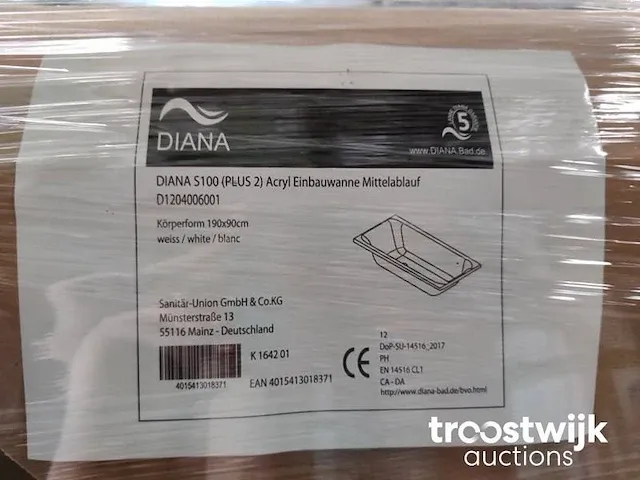 DIANA
5
www.DIANA.Bad.de
DIANA S100 (PLUS 2) Acryl Einbauwanne Mittelablauf
D1204006001
Körperform 190x90cm
weiss / white / blanc
Sanitär-Union GmbH & Co.KG
Münsterstraße 13
55116 Mainz - Deutschland
K 1642 01
4015413018371
EAN 4015413018371
CE
12
DoP-SU-14516_2017
PH
EN 14516 CL1
CA - DA
http://www.diana-bad.de/bvo.html
troostwijk
auctions